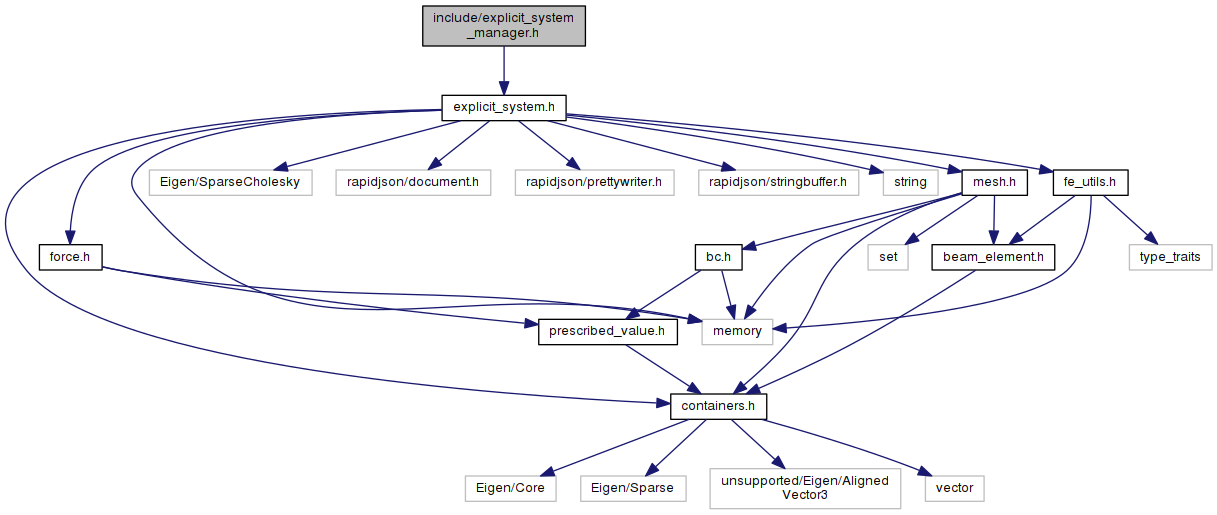 include/explicit_system
_manager.h
explicit_system.h
Eigen/SparseCholesky
rapidjson/document.h
rapidjson/prettywriter.h
rapidjson/stringbuffer.h
string
mesh.h
fe_utils.h
force.h
bc.h
set
beam_element.h
type_traits
prescribed_value.h
memory
containers.h
Eigen/Core
Eigen/Sparse
unsupported/Eigen/Aligned
Vector3
vector